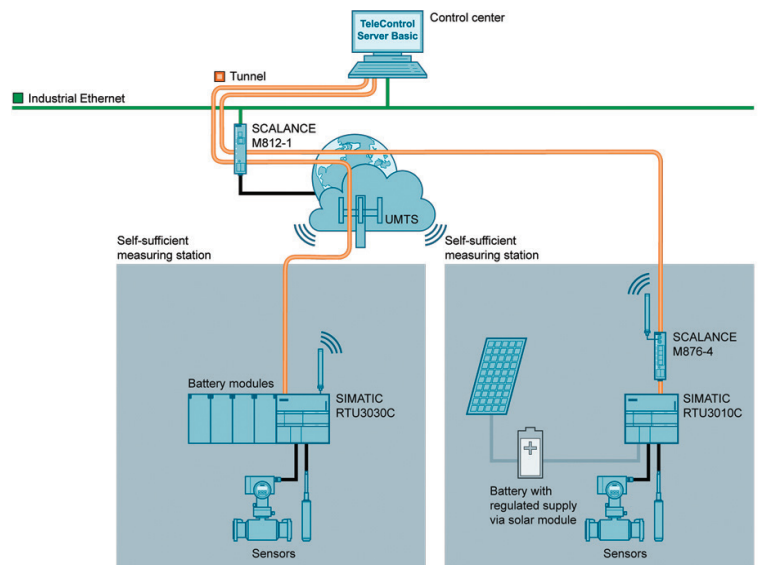 TeleControl
Server Basic
Control center
Tunnel
Industrial Ethernet
SCALANCE
M812-1
UMTS
Self-sufficient
measuring station
Self-sufficient
measuring station
SCALANCE
M876-4
Battery modules
SIMATIC
RTU3030C
SIMATIC
RTU3010C
Battery with
regulated supply
via solar module
Sensors
Sensors